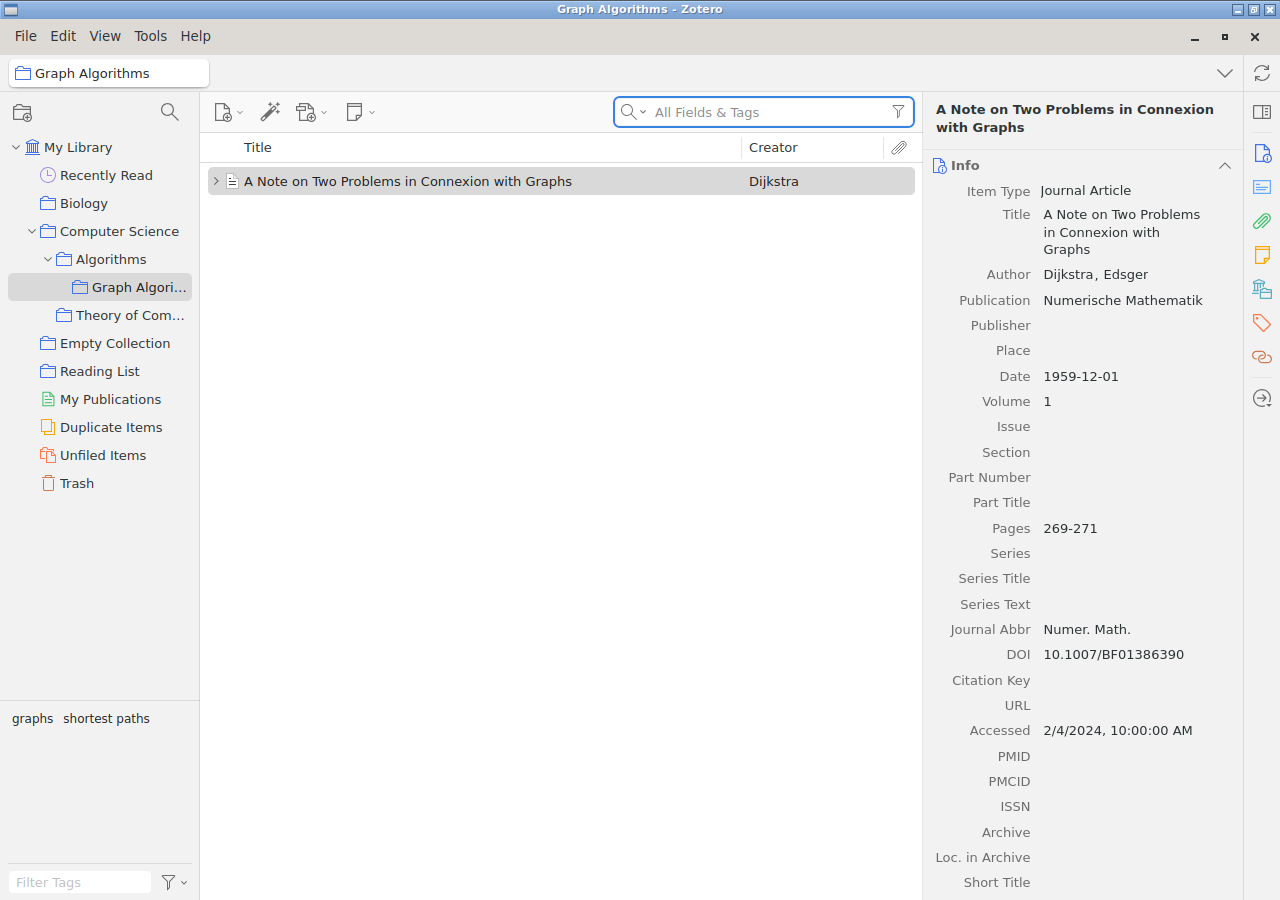 Graph Algorithms - Zotero
File Edit View Tools Help
Graph Algorithms
All Fields & Tags
My Library
Recently Read
Biology
Computer Science
Algorithms
Graph Algori...
Theory of Com...
Empty Collection
Reading List
My Publications
Duplicate Items
Unfiled Items
Trash
graphs shortest paths
Filter Tags
Title Creator
A Note on Two Problems in Connexion with Graphs Dijkstra
A Note on Two Problems in Connexion
with Graphs
Info
Item Type Journal Article
Title A Note on Two Problems
in Connexion with
Graphs
Author Dijkstra, Edsger
Publication Numerische Mathematik
Publisher
Place
Date 1959-12-01
Volume 1
Issue
Section
Part Number
Part Title
Pages 269-271
Series
Series Title
Series Text
Journal Abbr Numer. Math.
DOI 10.1007/BF01386390
Citation Key
URL
Accessed 2/4/2024, 10:00:00 AM
PMID
PMCID
ISSN
Archive
Loc. in Archive
Short Title